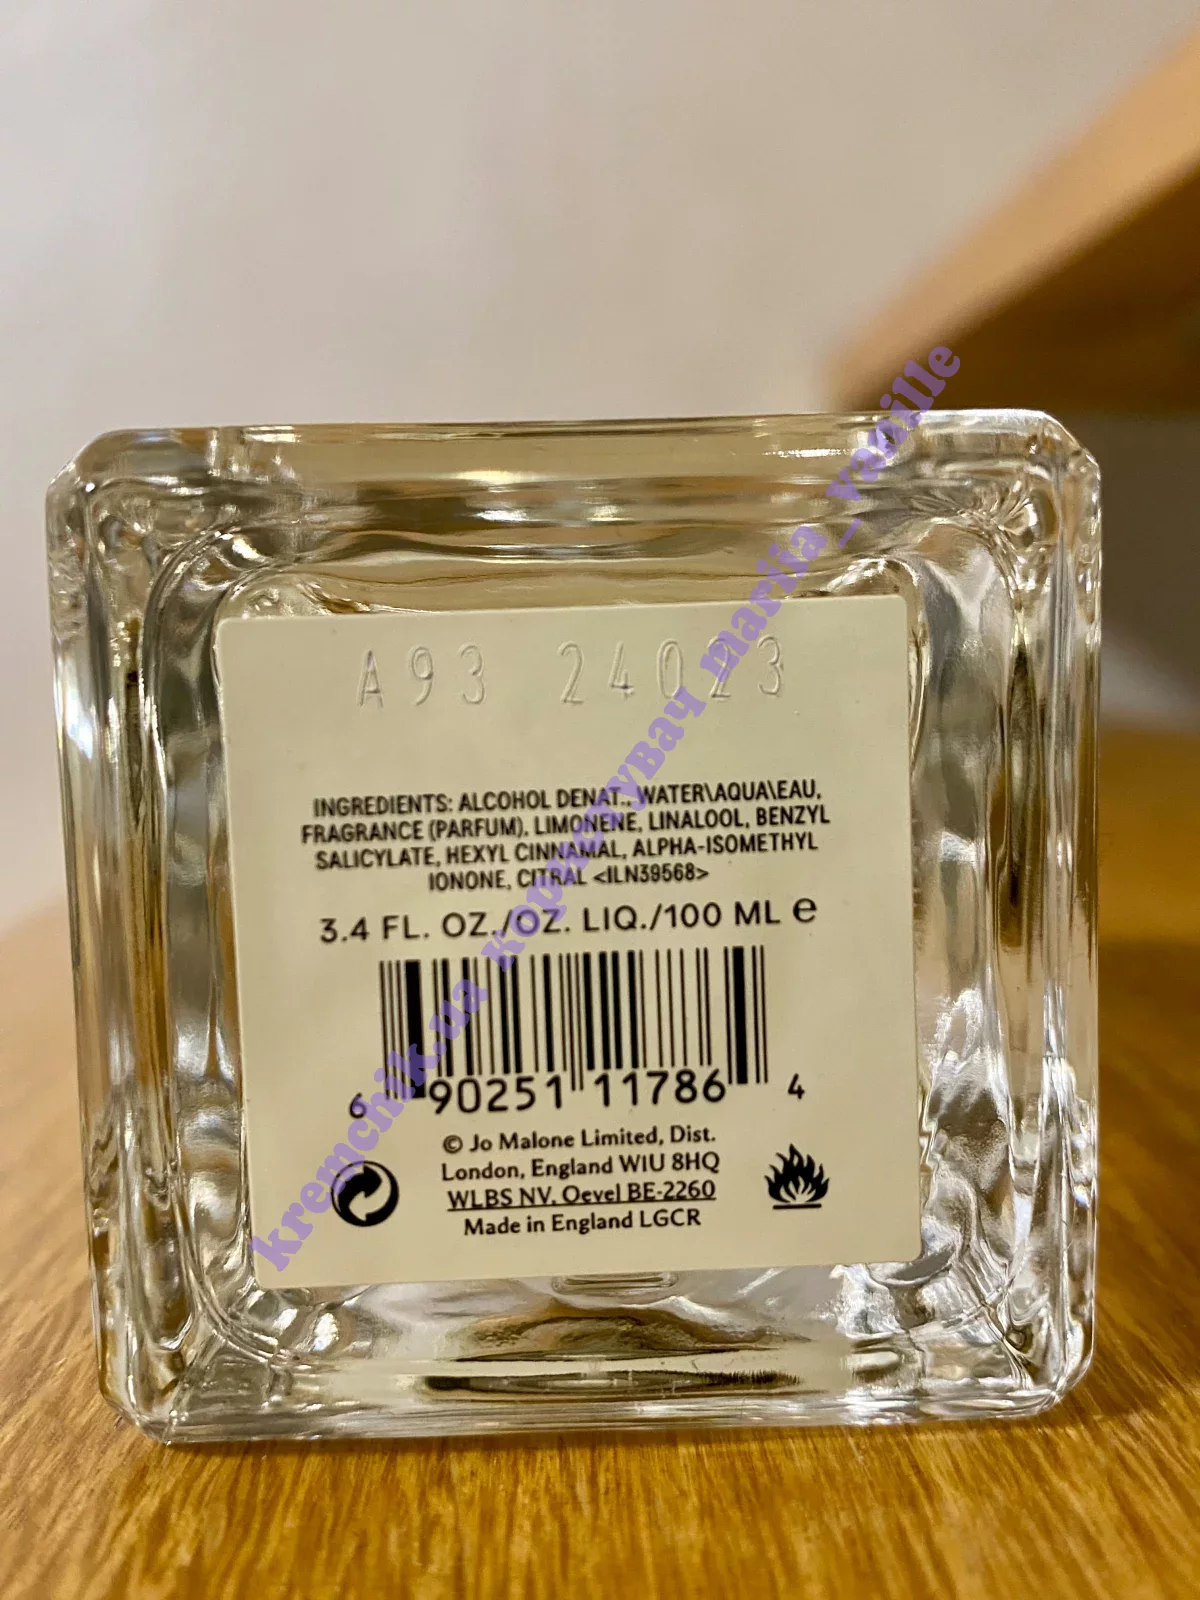 A93 24023
INGREDIENTS: ALCOHOL DENAT., WATER\AQUA\EAU,
FRAGRANCE (PARFUM), LIMONENE, LINALOOL, BENZYL
SALICYLATE, HEXYL CINNAMAL, ALPHA-ISOMETHYL
IONONE, CITRAL <ILN39568>
3.4 FL. OZ./OZ. LIQ./100 ML e
6 90251 11786 4
© Jo Malone Limited, Dist.
London, England W1U 8HQ
WLBS NV, Oevel BE-2260
Made in England LGCR
kremchik.ua користувач mariia_vanille